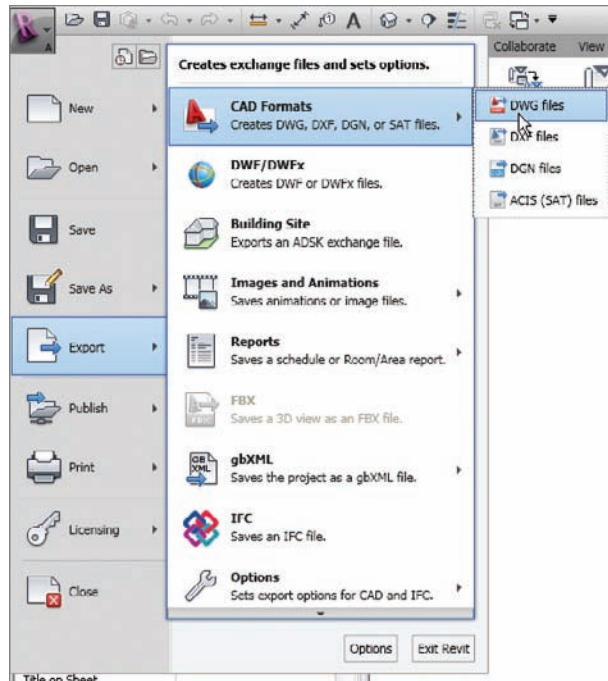 A
Collaborate View
Creates exchange files and sets options.
New
Open
Save
Save As
Export
Publish
Print
Licensing
Close
CAD Formats
Creates DWG, DXF, DGN, or SAT files.
DWF/DWFx
Creates DWF or DWFx files.
Building Site
Exports an ADSK exchange file.
Images and Animations
Saves animations or image files.
Reports
Saves a schedule or Room/Area report.
FBX
Saves a 3D view as an FBX file.
gbXML
Saves the project as a gbXML file.
IFC
Saves an IFC file.
Options
Sets export options for CAD and IFC.
DWG files
DXF files
DGN files
ACIS (SAT) files
Options Exit Revit
Title on Sheet